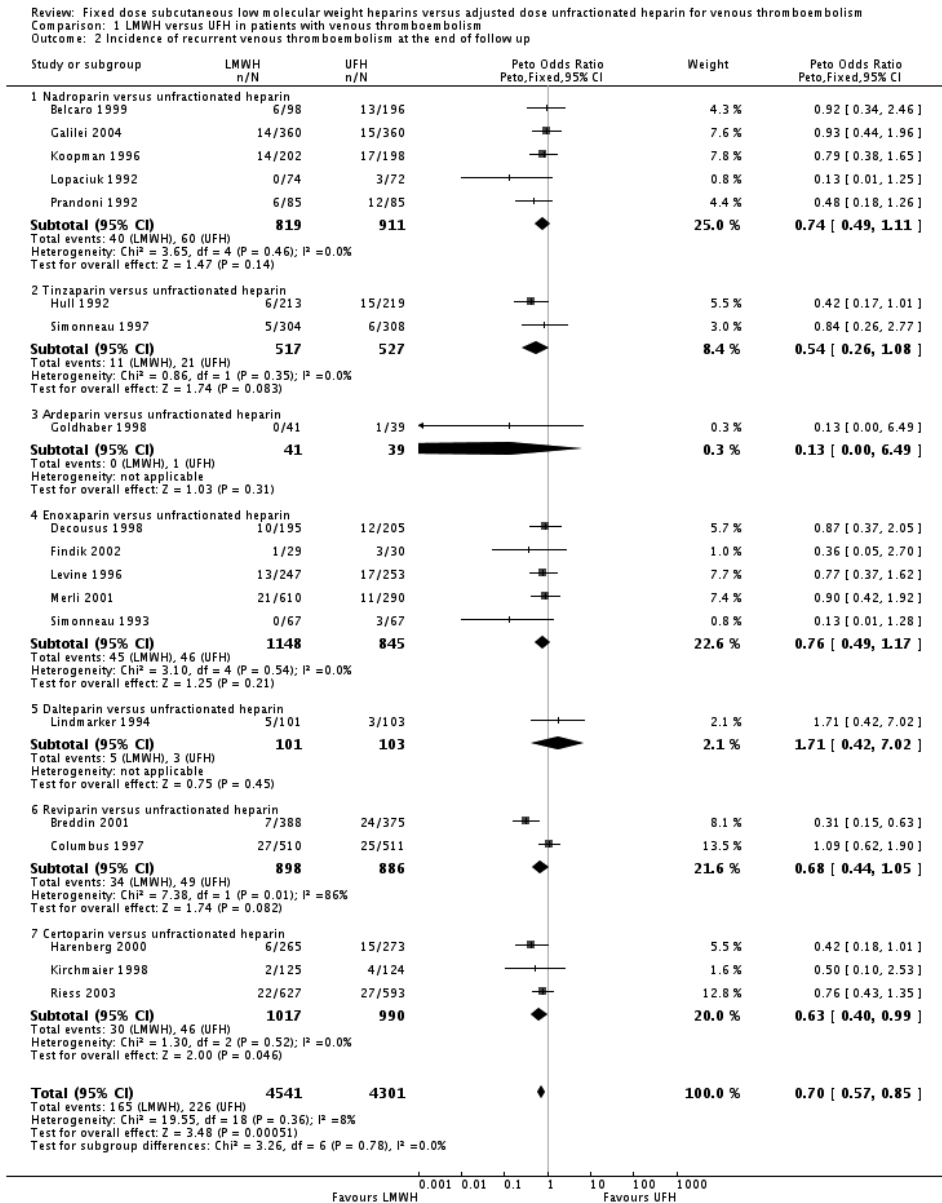 Review: Fixed dose subcutaneous low molecular weight heparins versus adjusted dose unfractionated heparin for venous thromboembolism
Comparison: 1 LMWH versus UFH in patients with venous thromboembolism
Outcome: 2 Incidence of recurrent venous thromboembolism at the end of follow up
Study or subgroup LMWH UFH Peto Odds Ratio Weight Peto Odds Ratio
n/N n/N Peto,Fixed,95% CI Peto,Fixed,95% CI
1 Nadroparin versus unfractionated heparin
Belcaro 1999 6/98 13/196 4.3 % 0.92 [ 0.34, 2.46 ]
Galilei 2004 14/360 15/360 7.6 % 0.93 [ 0.44, 1.96 ]
Koopman 1996 14/202 17/198 7.8 % 0.79 [ 0.38, 1.65 ]
Lopaciuk 1992 0/74 3/72 0.8 % 0.13 [ 0.01, 1.25 ]
Prandoni 1992 6/85 12/85 4.4 % 0.48 [ 0.18, 1.26 ]
Subtotal (95% CI) 819 911 25.0 % 0.74 [ 0.49, 1.11 ]
Total events: 40 (LMWH), 60 (UFH)
Heterogeneity: Chi² = 3.65, df = 4 (P = 0.46); I² =0.0%
Test for overall effect: Z = 1.47 (P = 0.14)
2 Tinzaparin versus unfractionated heparin
Hull 1992 6/213 15/219 5.5 % 0.42 [ 0.17, 1.01 ]
Simonneau 1997 5/304 6/308 3.0 % 0.84 [ 0.26, 2.77 ]
Subtotal (95% CI) 517 527 8.4 % 0.54 [ 0.26, 1.08 ]
Total events: 11 (LMWH), 21 (UFH)
Heterogeneity: Chi² = 0.86, df = 1 (P = 0.35); I² =0.0%
Test for overall effect: Z = 1.74 (P = 0.083)
3 Ardeparin versus unfractionated heparin
Goldhaber 1998 0/41 1/39 0.3 % 0.13 [ 0.00, 6.49 ]
Subtotal (95% CI) 41 39 0.3 % 0.13 [ 0.00, 6.49 ]
Total events: 0 (LMWH), 1 (UFH)
Heterogeneity: not applicable
Test for overall effect: Z = 1.03 (P = 0.31)
4 Enoxaparin versus unfractionated heparin
Decousus 1998 10/195 12/205 5.7 % 0.87 [ 0.37, 2.05 ]
Findik 2002 1/29 3/30 1.0 % 0.36 [ 0.05, 2.70 ]
Levine 1996 13/247 17/253 7.7 % 0.77 [ 0.37, 1.62 ]
Merli 2001 21/610 11/290 7.4 % 0.90 [ 0.42, 1.92 ]
Simonneau 1993 0/67 3/67 0.8 % 0.13 [ 0.01, 1.28 ]
Subtotal (95% CI) 1148 845 22.6 % 0.76 [ 0.49, 1.17 ]
Total events: 45 (LMWH), 46 (UFH)
Heterogeneity: Chi² = 3.10, df = 4 (P = 0.54); I² =0.0%
Test for overall effect: Z = 1.25 (P = 0.21)
5 Dalteparin versus unfractionated heparin
Lindmarker 1994 5/101 3/103 2.1 % 1.71 [ 0.42, 7.02 ]
Subtotal (95% CI) 101 103 2.1 % 1.71 [ 0.42, 7.02 ]
Total events: 5 (LMWH), 3 (UFH)
Heterogeneity: not applicable
Test for overall effect: Z = 0.75 (P = 0.45)
6 Reviparin versus unfractionated heparin
Breddin 2001 7/388 24/375 8.1 % 0.31 [ 0.15, 0.63 ]
Columbus 1997 27/510 25/511 13.5 % 1.09 [ 0.62, 1.90 ]
Subtotal (95% CI) 898 886 21.6 % 0.68 [ 0.44, 1.05 ]
Total events: 34 (LMWH), 49 (UFH)
Heterogeneity: Chi² = 7.38, df = 1 (P = 0.01); I² =86%
Test for overall effect: Z = 1.74 (P = 0.082)
7 Certoparin versus unfractionated heparin
Harenberg 2000 6/265 15/273 5.5 % 0.42 [ 0.18, 1.01 ]
Kirchmaier 1998 2/125 4/124 1.6 % 0.50 [ 0.10, 2.53 ]
Riess 2003 22/627 27/593 12.8 % 0.76 [ 0.43, 1.35 ]
Subtotal (95% CI) 1017 990 20.0 % 0.63 [ 0.40, 0.99 ]
Total events: 30 (LMWH), 46 (UFH)
Heterogeneity: Chi² = 1.30, df = 2 (P = 0.52); I² =0.0%
Test for overall effect: Z = 2.00 (P = 0.046)
Total (95% CI) 4541 4301 100.0 % 0.70 [ 0.57, 0.85 ]
Total events: 165 (LMWH), 226 (UFH)
Heterogeneity: Chi² = 19.55, df = 18 (P = 0.36); I² =8%
Test for overall effect: Z = 3.48 (P = 0.00051)
Test for subgroup differences: Chi² = 3.26, df = 6 (P = 0.78), I² =0.0%
0.001 0.01 0.1 1 10 100 1000
Favours LMWH Favours UFH